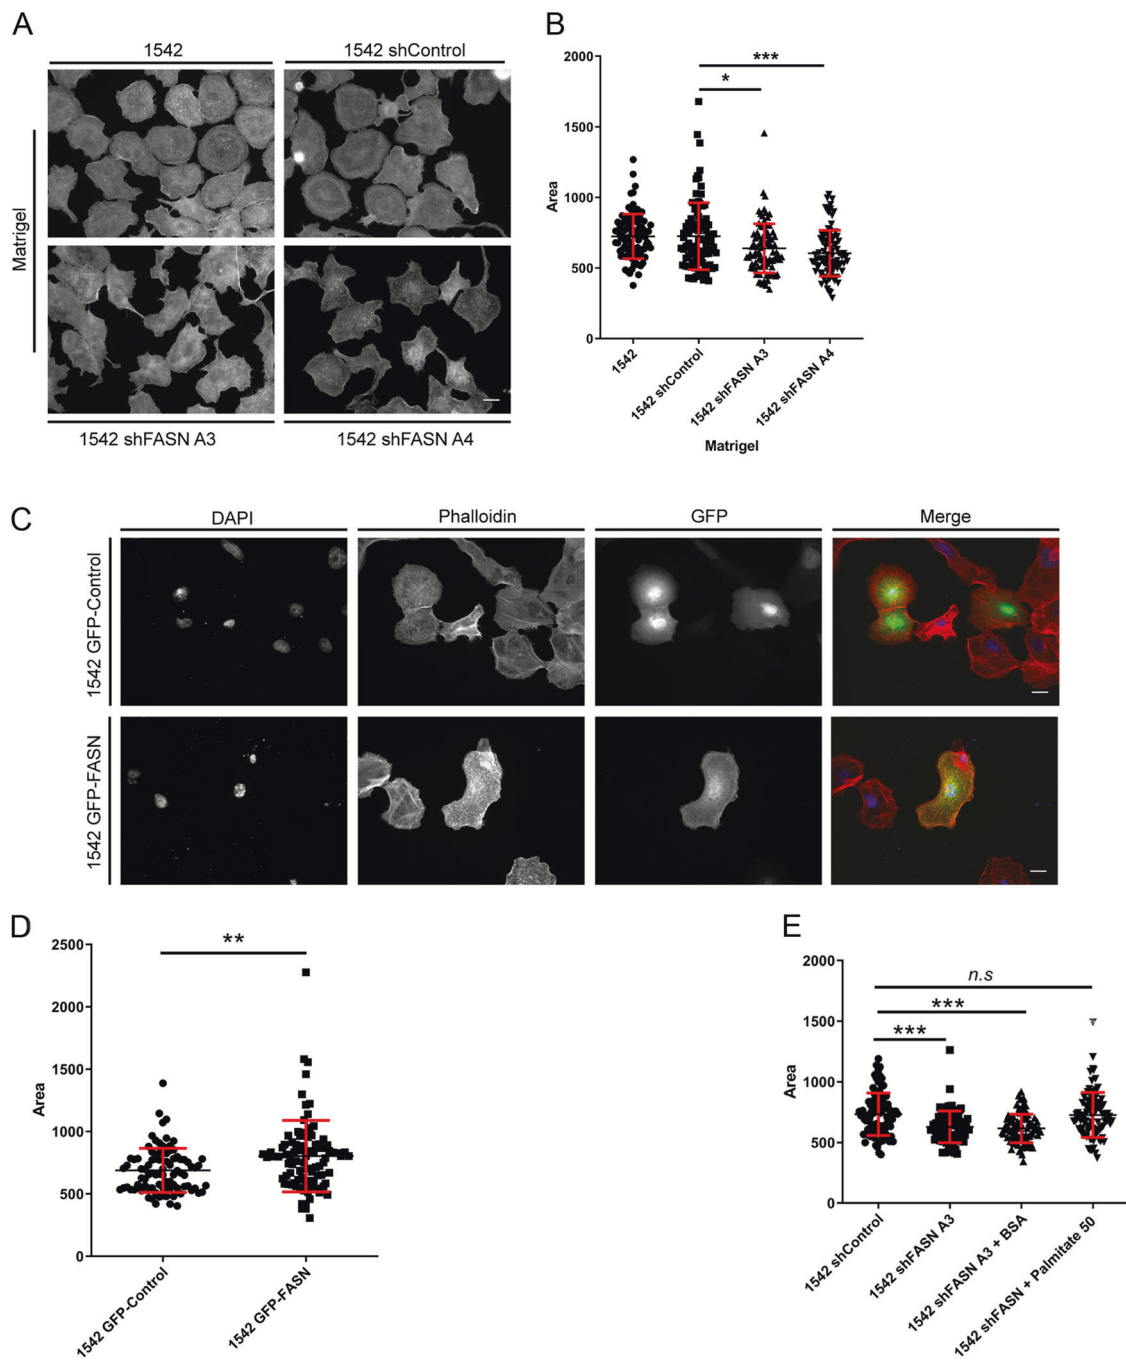 A
1542
1542 shControl
Matrigel
1542 shFASN A3
1542 shFASN A4
B
2000
1500
1000
500
0
Area
***
*
1542
1542 shControl
1542 shFASN A3
1542 shFASN A4
Matrigel
C
DAPI
Phalloidin
GFP
Merge
1542 GFP-Control
1542 GFP-FASN
D
2500
2000
1500
1000
500
0
Area
**
1542 GFP-Control
1542 GFP-FASN
E
2000
1500
1000
500
0
Area
n.s
***
***
1542 shControl
1542 shFASN A3
1542 shFASN A3 + BSA
1542 shFASN + Palmitate 50